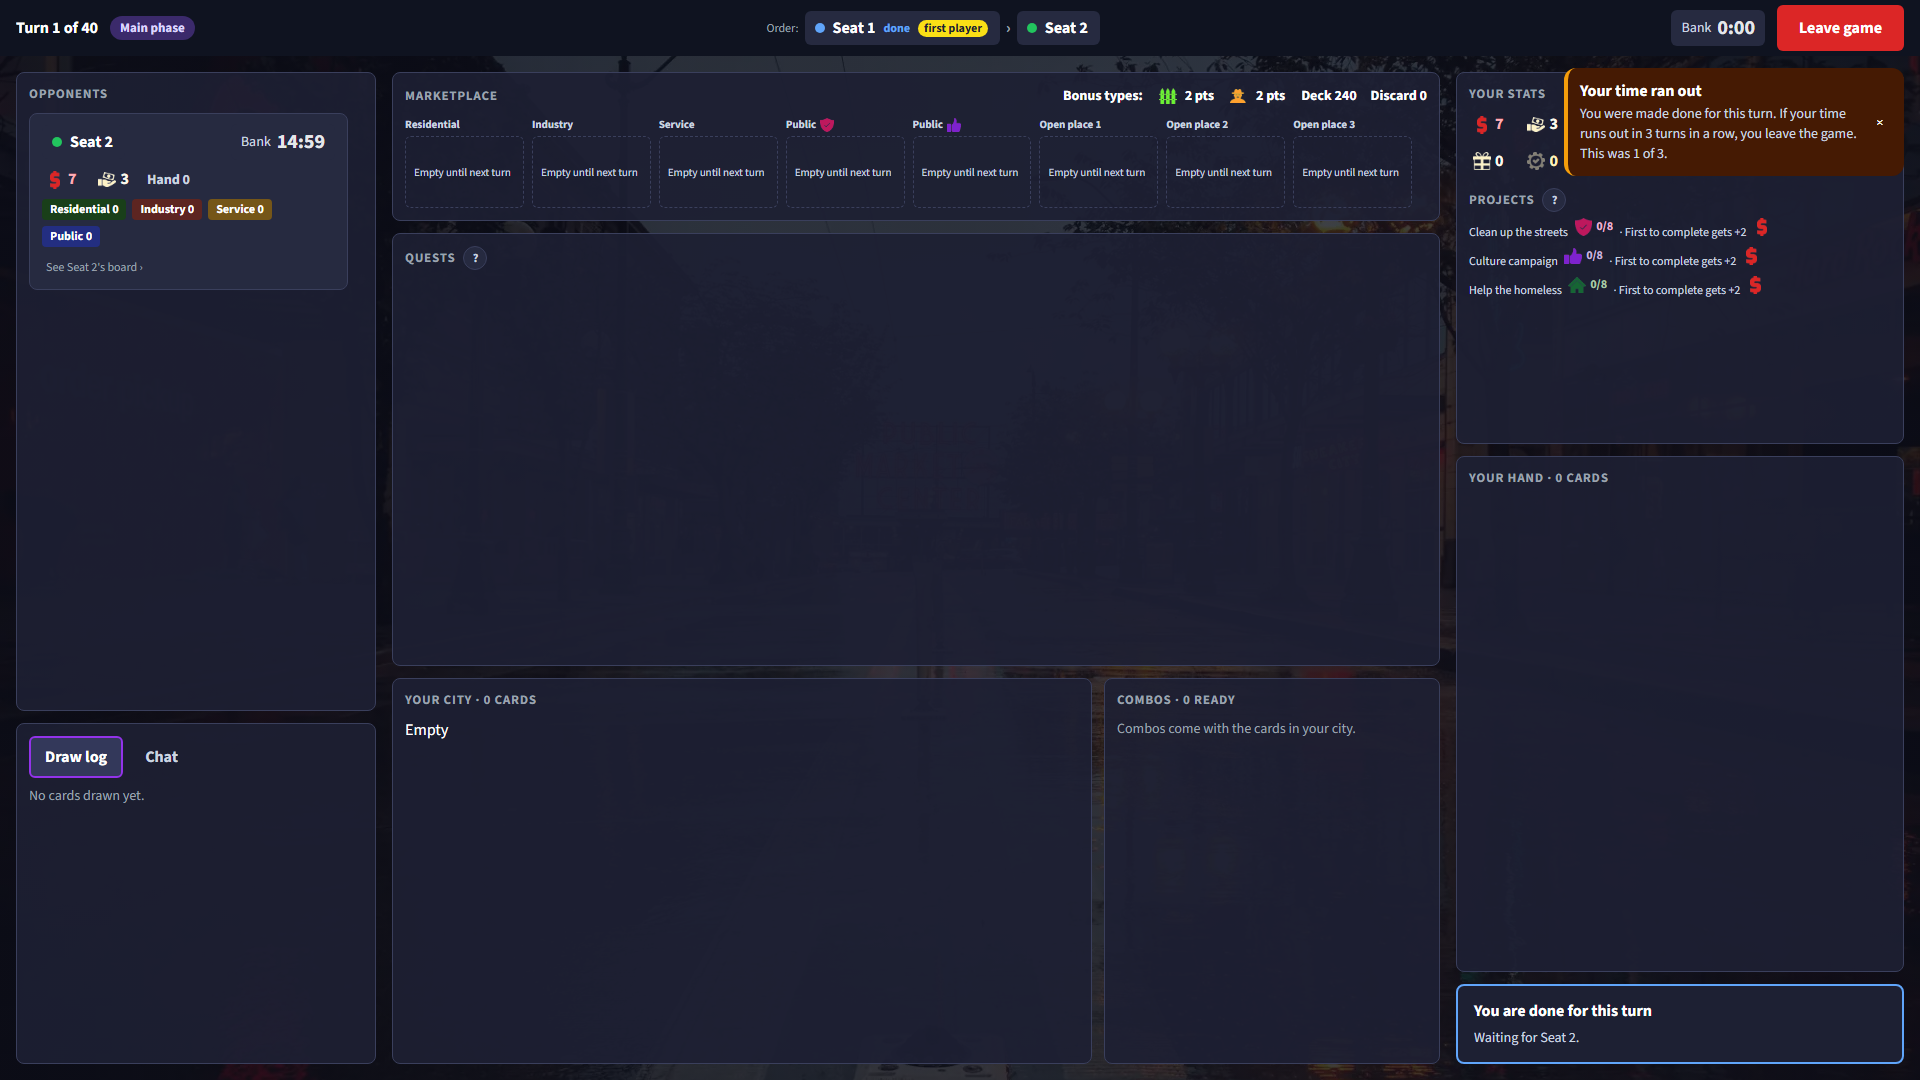 Turn 1 of 40
Main phase
Order:
Seat 1 done first player
›
Seat 2
Bank 0:00
Leave game
OPPONENTS
Seat 2
Bank 14:59
7
3
Hand 0
Residential 0
Industry 0
Service 0
Public 0
See Seat 2's board ›
Draw log
Chat
No cards drawn yet.
MARKETPLACE
Bonus types:
2 pts
2 pts
Deck 240
Discard 0
Residential
Industry
Service
Public
Public
Open place 1
Open place 2
Open place 3
Empty until next turn
Empty until next turn
Empty until next turn
Empty until next turn
Empty until next turn
Empty until next turn
Empty until next turn
Empty until next turn
QUESTS ?
YOUR CITY · 0 CARDS
Empty
COMBOS · 0 READY
Combos come with the cards in your city.
YOUR STATS
7
3
0
0
Your time ran out
You were made done for this turn. If your time
runs out in 3 turns in a row, you leave the game.
This was 1 of 3.
×
PROJECTS ?
Clean up the streets 0/8 · First to complete gets +2
Culture campaign 0/8 · First to complete gets +2
Help the homeless 0/8 · First to complete gets +2
YOUR HAND · 0 CARDS
You are done for this turn
Waiting for Seat 2.